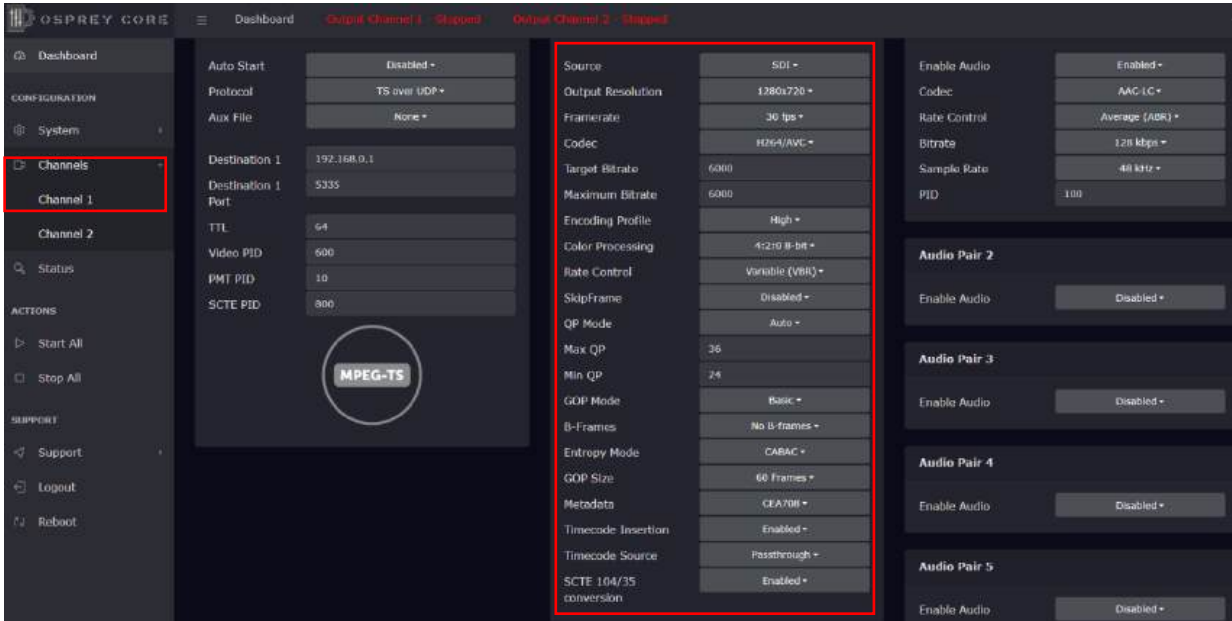 OSPREY CORE
Dashboard
Output Channel 1 - Stopped
Output Channel 2 - Stopped
Dashboard
CONFIGURATION
System
Channels
Channel 1
Channel 2
Status
ACTIONS
Start All
Stop All
SUPPORT
Support
Logout
Reboot
Auto Start Disabled
Protocol TS over UDP
Aux File None
Destination 1 192.168.0.1
Destination 1 5335
Port
TTL 64
Video PID 600
PMT PID 10
SCTE PID 800
MPEG-TS
Source SDI
Output Resolution 1280x720
Framerate 30 fps
Codec H264/AVC
Target Bitrate 6000
Maximum Bitrate 6000
Encoding Profile High
Color Processing 4:2:0 8-bit
Rate Control Variable (VBR)
SkipFrame Disabled
QP Mode Auto
Max QP 36
Min QP 24
GOP Mode Basic
B-Frames No B-frames
Entropy Mode CABAC
GOP Size 60 Frames
Metadata CEA708
Timecode Insertion Enabled
Timecode Source Passthrough
SCTE 104/35 Enabled
conversion
Enable Audio Enabled
Codec AAC-LC
Rate Control Average (ABR)
Bitrate 128 kbps
Sample Rate 48 kHz
PID 100
Audio Pair 2
Enable Audio Disabled
Audio Pair 3
Enable Audio Disabled
Audio Pair 4
Enable Audio Disabled
Audio Pair 5
Enable Audio Disabled